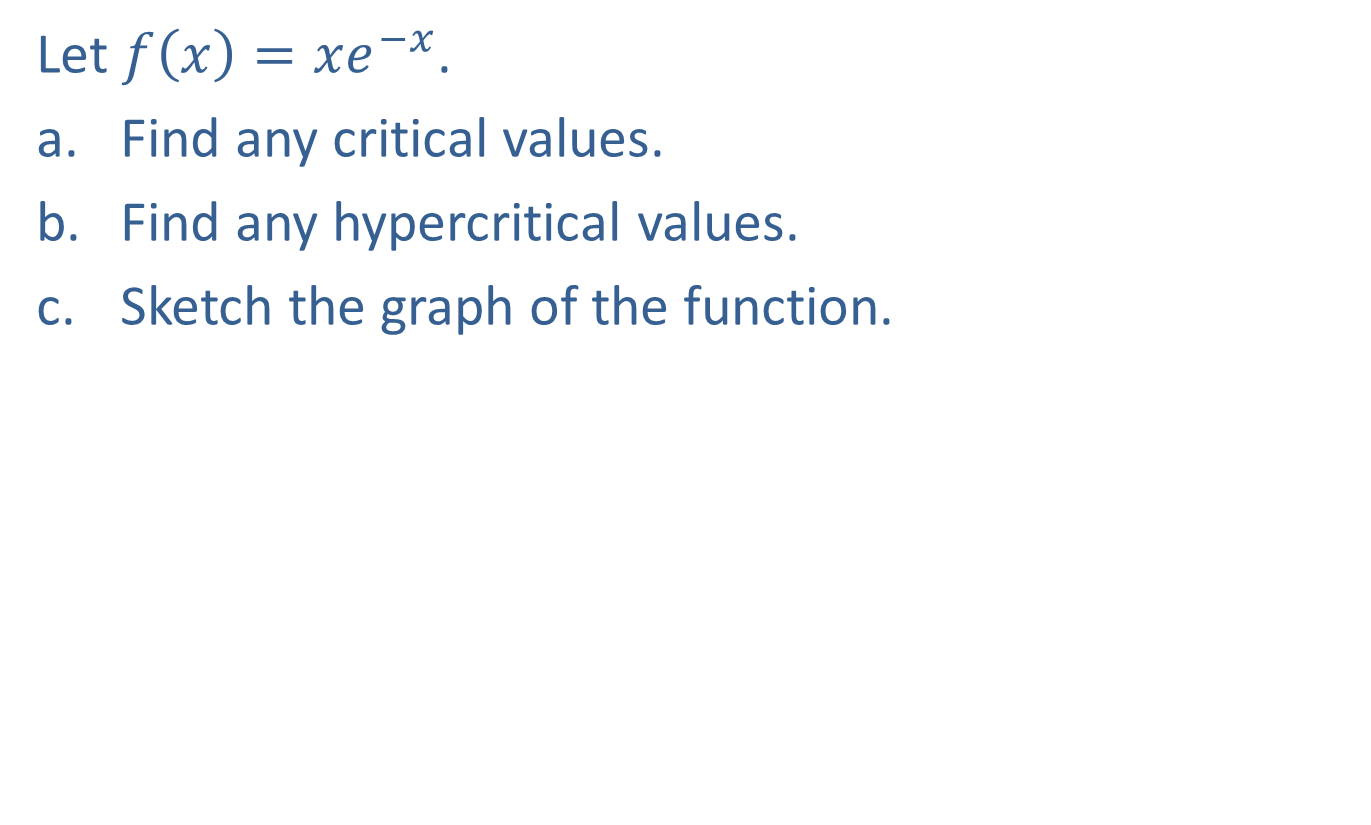 Let 𝑓(𝑥) = 𝑥𝑒⁻ˣ.
a. Find any critical values.
b. Find any hypercritical values.
c. Sketch the graph of the function.